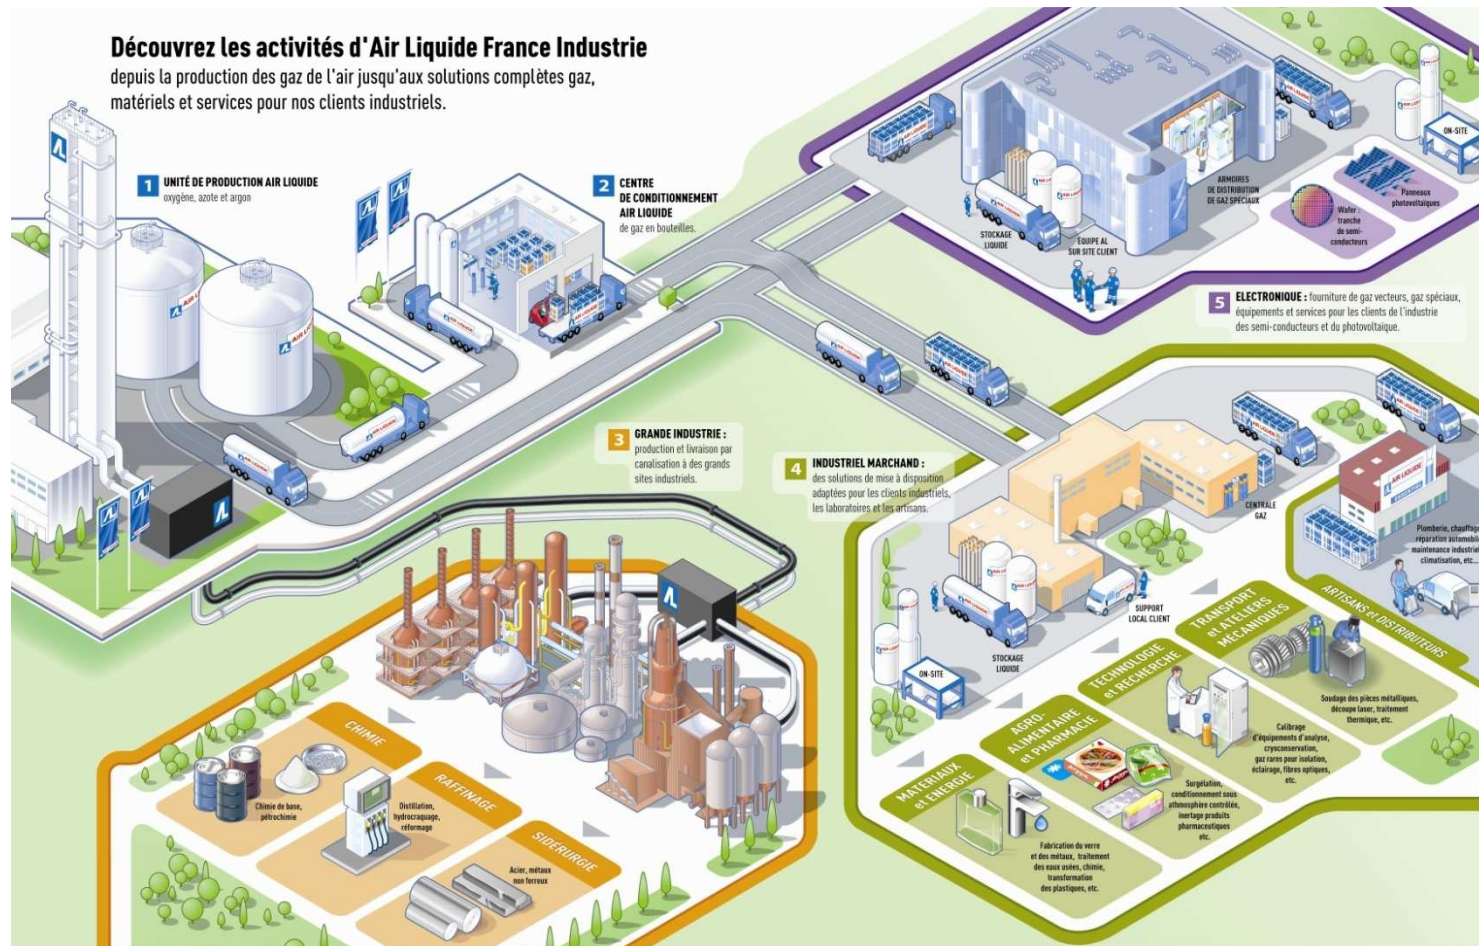 Découvrez les activités d'Air Liquide France Industrie
depuis la production des gaz de l'air jusqu'aux solutions complètes gaz,
matériels et services pour nos clients industriels.
1 UNITÉ DE PRODUCTION AIR LIQUIDE
oxygène, azote et argon
2 CENTRE
DE CONDITIONNEMENT
AIR LIQUIDE
de gaz en bouteilles.
ARMOIRES
DE DISTRIBUTION
DE GAZ SPÉCIAUX
STOCKAGE
LIQUIDE
EQUIPE AL
SUR SITE CLIENT
ON-SITE
Wafer :
tranche
de semi-
conducteurs
Panneaux
photovoltaïques
5 ELECTRONIQUE : fourniture de gaz vecteurs, gaz spéciaux,
équipements et services pour les clients de l'industrie
des semi-conducteurs et du photovoltaïque.
3 GRANDE INDUSTRIE :
production et livraison par
canalisation à des grands
sites industriels.
4 INDUSTRIEL MARCHAND :
des solutions de mise à disposition
adaptées pour les clients industriels,
les laboratoires et les artisans.
AIR LIQUIDE
CENTRALE
GAZ
Plomberie, chauffage
réparation automobile
maintenance industriel
climatisation, etc...
SUPPORT
LOCAL CLIENT
STOCKAGE
LIQUIDE
ON-SITE
ARTISANS et DISTRIBUTEURS
TRANSPORT
et ATELIERS
MÉCANIQUES
Soudage des pièces métalliques,
découpe laser, traitement
thermique, etc.
TECHNOLOGIE
et RECHERCHE
Calibrage
d'équipements d'analyse,
cryoconservation,
gaz rares pour isolation,
éclairage, fibres optiques,
etc.
AGRO-
ALIMENTAIRE
et PHARMACIE
Surgélation,
conditionnement sous
athmosphère contrôlée,
inertage produits
pharmaceutiques
etc.
MATERIAUX
et ENERGIE
Fabrication du verre
et des métaux, traitement
des eaux usées, chimie,
transformation
des plastiques, etc.
CHIMIE
Chimie de base,
pétrochimie
RAFFINAGE
Distillation,
hydrocraquage,
réformage
SIDERURGIE
Acier, métaux
non ferreux